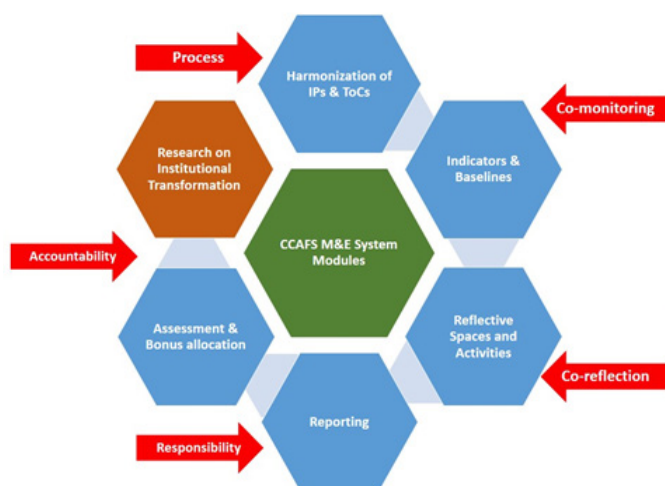 Process
Harmonization of
IPs & ToCs
Co-monitoring
Research on
Institutional
Transformation
Indicators &
Baselines
CCAFS M&E System
Modules
Accountability
Assessment &
Bonus allocation
Reflective
Spaces and
Activities
Co-reflection
Reporting
Responsibility